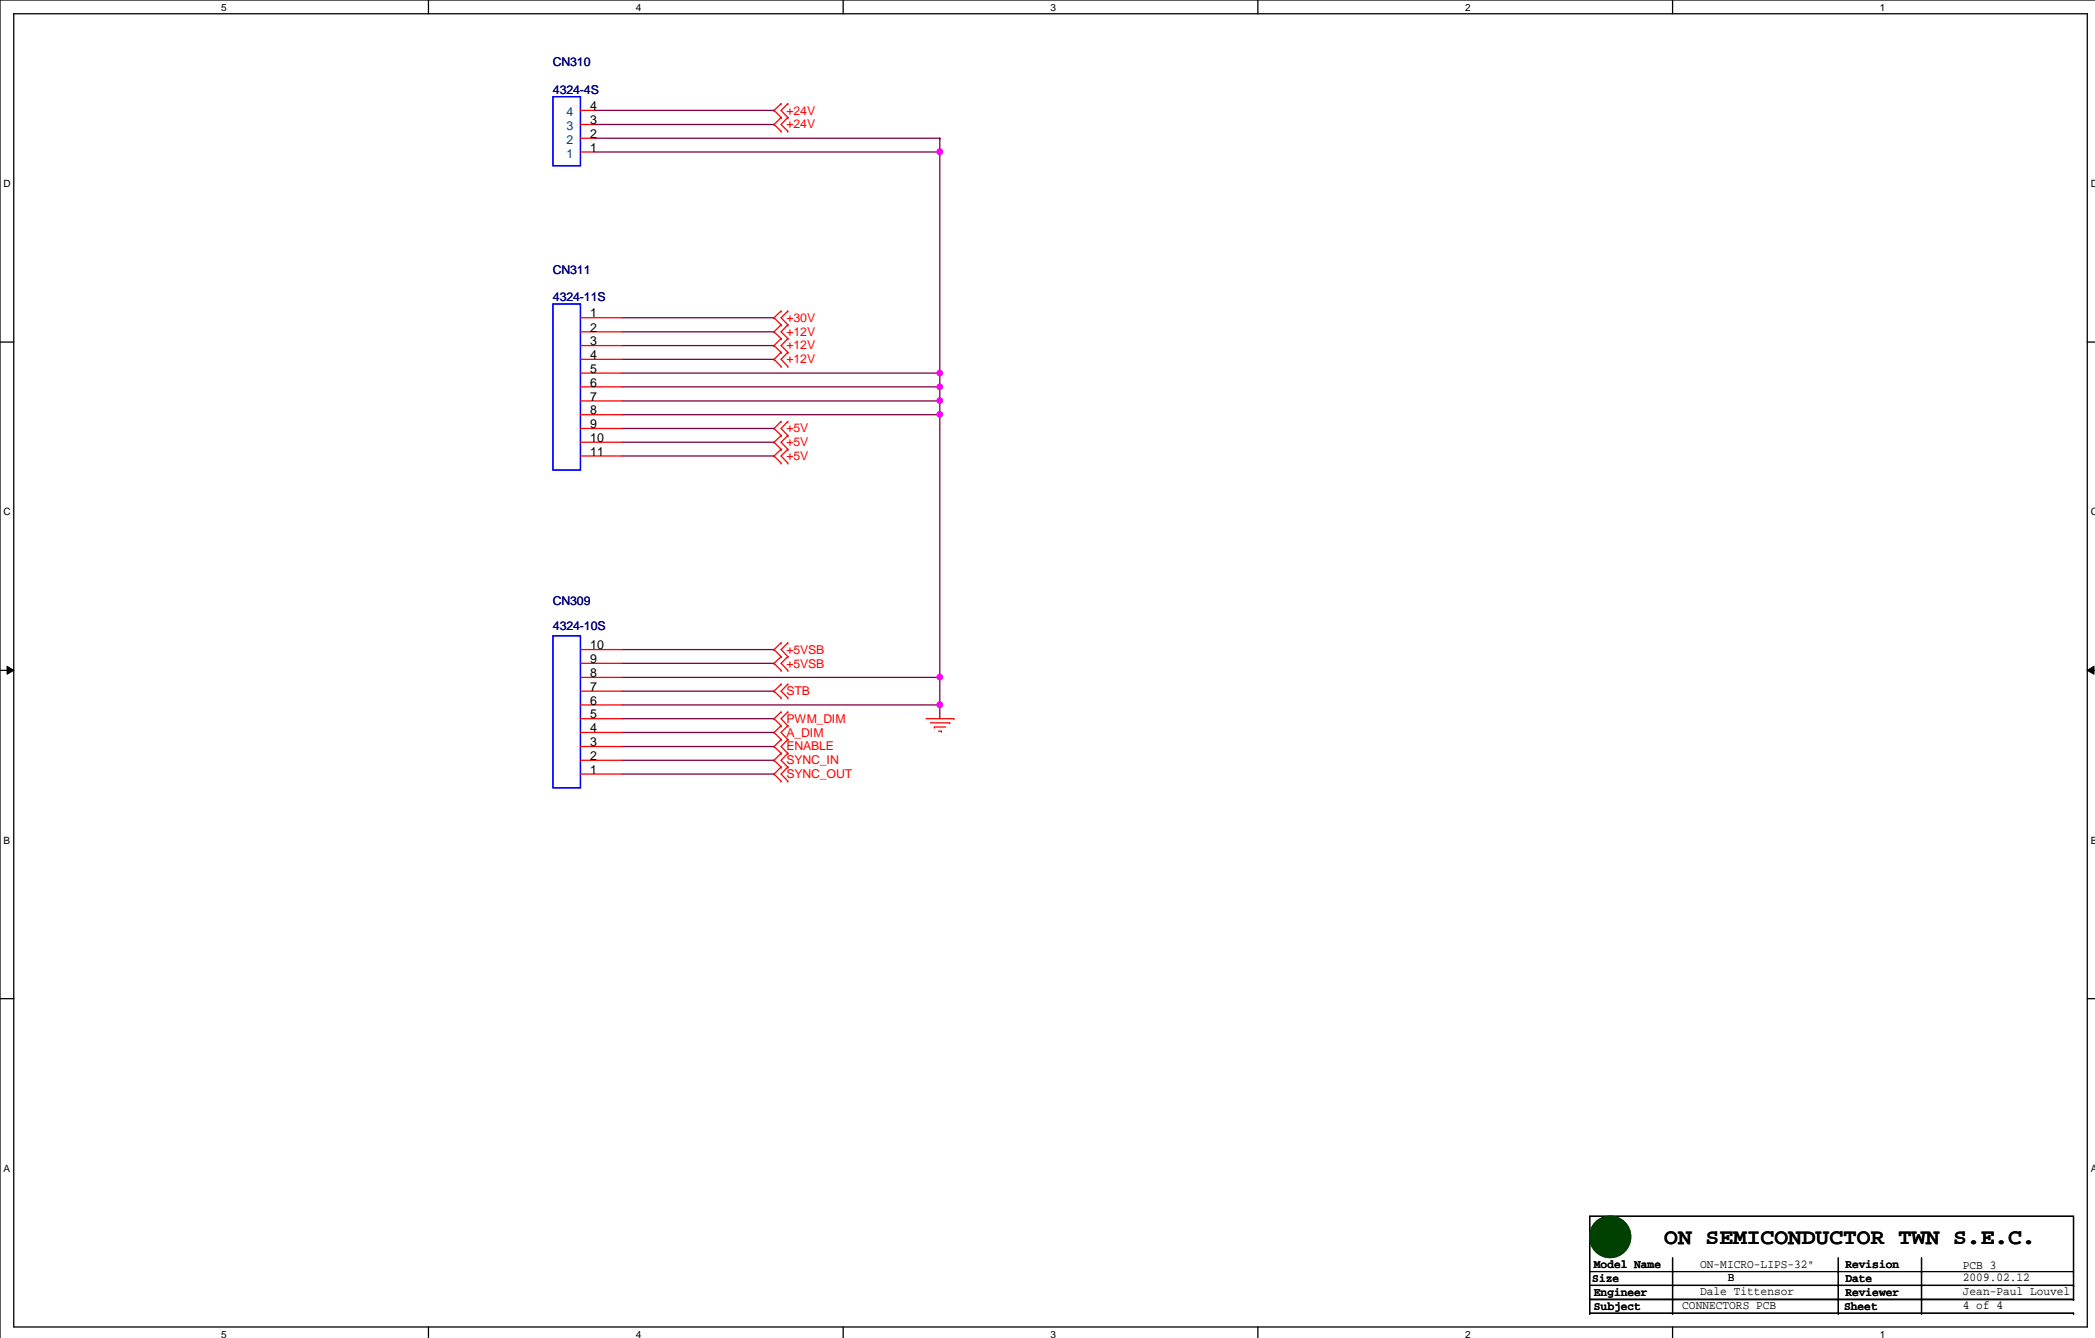 5 4 3 2 1
CN310
4324-4S
4 4 +24V
3 3 +24V
2 2
1 1
D D
CN311
4324-11S
1 +30V
2 +12V
3 +12V
4 +12V
5
6
7
8
9 +5V
10 +5V
11 +5V
C C
CN309
4324-10S
10 +5VSB
9 +5VSB
8
7 STB
6
5 PWM_DIM
4 A_DIM
3 ENABLE
2 SYNC_IN
1 SYNC_OUT
B B
A A
ON SEMICONDUCTOR TWN S.E.C.
Model Name ON-MICRO-LIPS-32" Revision PCB 3
Size B Date 2009.02.12
Engineer Dale Tittensor Reviewer Jean-Paul Louvel
Subject CONNECTORS PCB Sheet 4 of 4
5 4 3 2 1